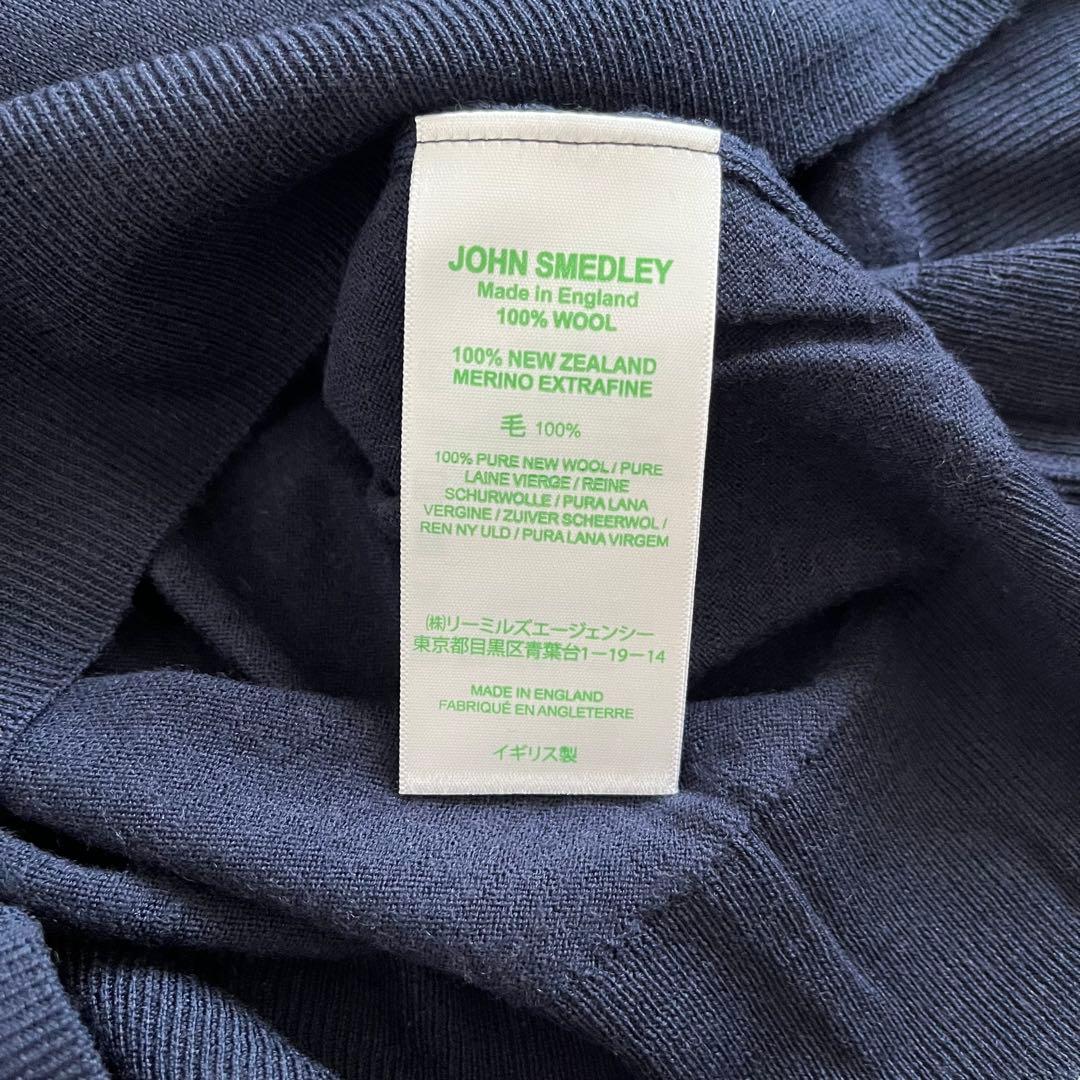 JOHN SMEDLEY
Made in England
100% WOOL
100% NEW ZEALAND
MERINO EXTRAFINE
毛 100%
100% PURE NEW WOOL / PURE
LAINE VIERGE / REINE
SCHURWOLLE / PURA LANA
VERGINE / ZUIVER SCHEERWOL /
REN NY ULD / PURA LANA VIRGEM
㈱リーミルズエージェンシー
東京都目黒区青葉台1-19-14
MADE IN ENGLAND
FABRIQUÉ EN ANGLETERRE
イギリス製